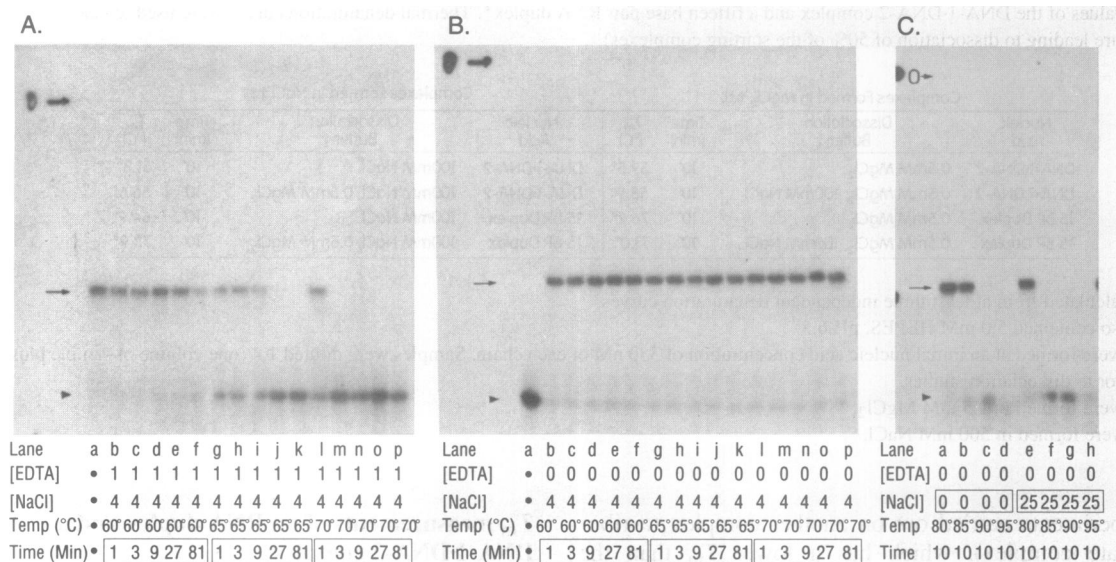 A.
Lane a b c d e f g h i j k l m n o p
[EDTA] • 1 1 1 1 1 1 1 1 1 1 1 1 1 1 1
[NaCl] • 4 4 4 4 4 4 4 4 4 4 4 4 4 4 4
Temp (°C) • 60° 60° 60° 60° 60° 65° 65° 65° 65° 65° 70° 70° 70° 70° 70°
Time (Min) • 1 3 9 27 81 1 3 9 27 81 1 3 9 27 81
B.
Lane a b c d e f g h i j k l m n o p
[EDTA] • 0 0 0 0 0 0 0 0 0 0 0 0 0 0 0
[NaCl] • 4 4 4 4 4 4 4 4 4 4 4 4 4 4 4
Temp (°C) • 60° 60° 60° 60° 60° 65° 65° 65° 65° 65° 70° 70° 70° 70° 70°
Time (Min) • 1 3 9 27 81 1 3 9 27 81 1 3 9 27 81
C.
O
Lane a b c d e f g h
[EDTA] 0 0 0 0 0 0 0 0
[NaCl] 0 0 0 0 25 25 25 25
Temp (°C) 80° 85° 90° 95° 80° 85° 90° 95°
Time 10 10 10 10 10 10 10 10